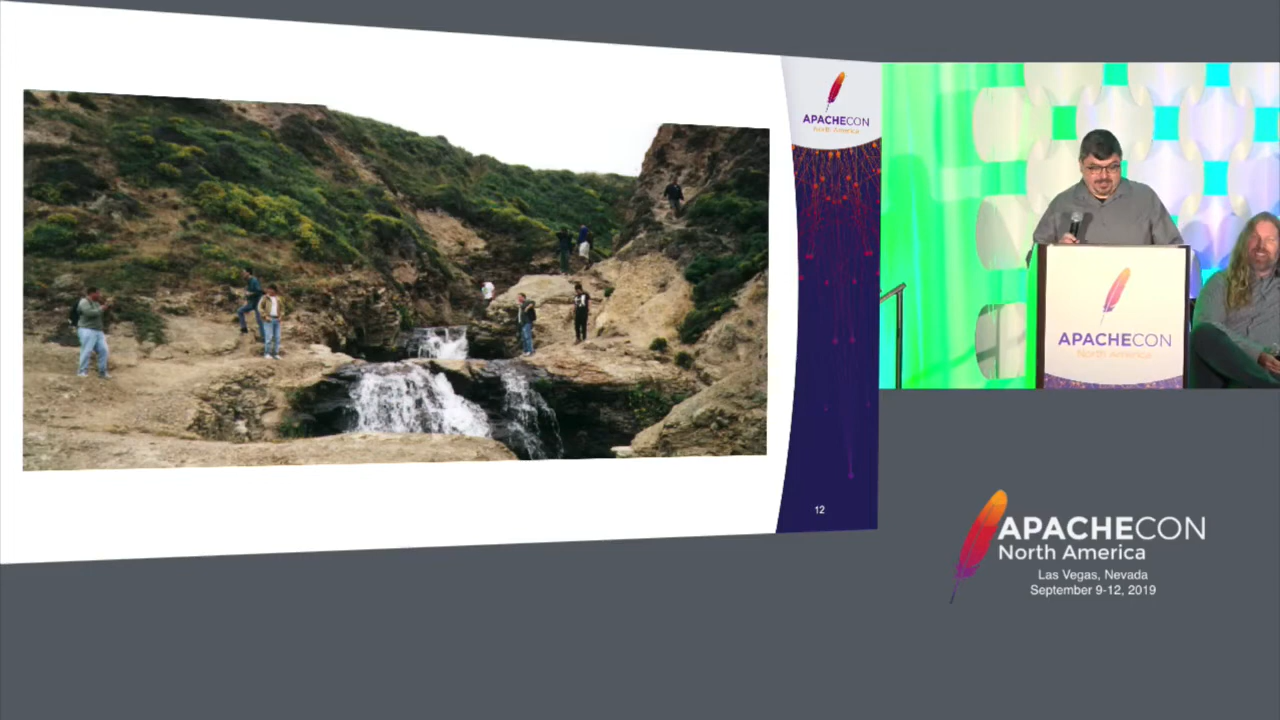 APACHECON
North America
12
APACHECON
North America
APACHECON
North America
Las Vegas, Nevada
September 9-12, 2019